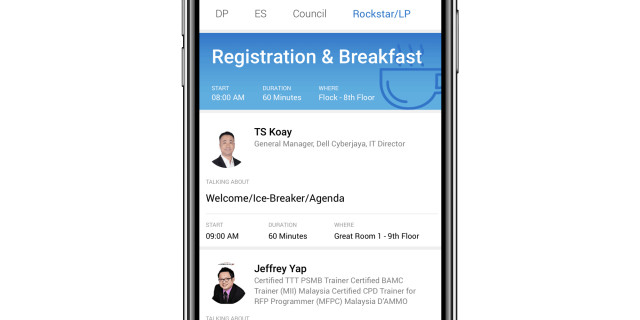 DP ES Council Rockstar/LP
Registration & Breakfast
START DURATION WHERE
08:00 AM 60 Minutes Flock - 8th Floor
TS Koay
General Manager, Dell Cyberjaya, IT Director
TALKING ABOUT
Welcome/Ice-Breaker/Agenda
START DURATION WHERE
09:00 AM 60 Minutes Great Room 1 - 9th Floor
Jeffrey Yap
Certified TTT PSMB Trainer Certified BAMC
Trainer (MII) Malaysia Certified CPD Trainer for
RFP Programmer (MFPC) Malaysia D'AMMO
TALKING ABOUT